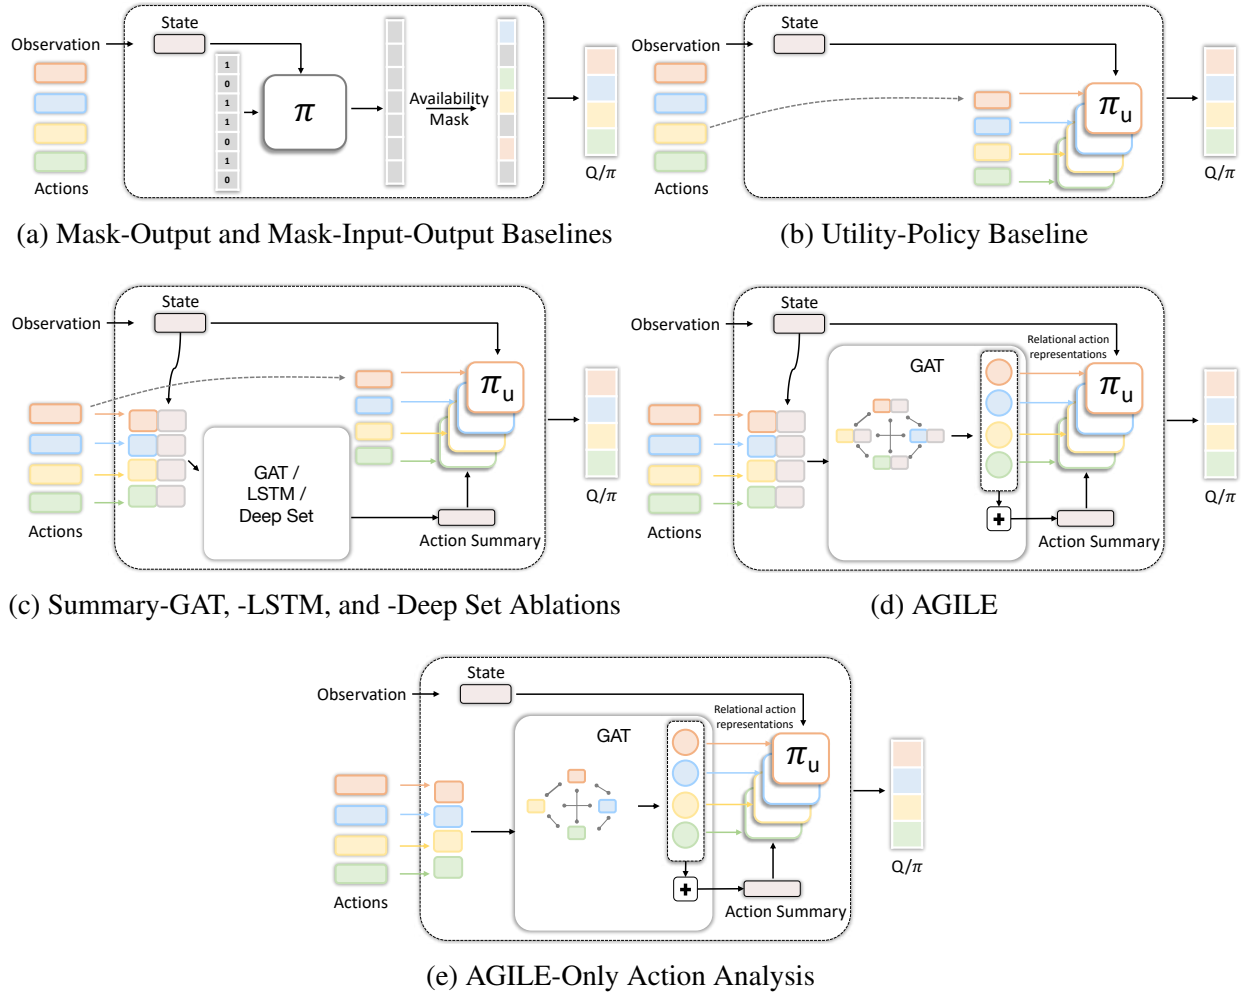 State
Observation
1
0
1
1
0
1
0
π
Availability
Mask
Actions
Q/π
(a) Mask-Output and Mask-Input-Output Baselines
State
Observation
πu
Actions
Q/π
(b) Utility-Policy Baseline
State
Observation
πu
GAT /
LSTM /
Deep Set
Actions
Action Summary
Q/π
(c) Summary-GAT, -LSTM, and -Deep Set Ablations
State
Observation
Relational action
representations
GAT
πu
Actions
Action Summary
Q/π
(d) AGILE
State
Observation
Relational action
representations
GAT
πu
Actions
Action Summary
Q/π
(e) AGILE-Only Action Analysis